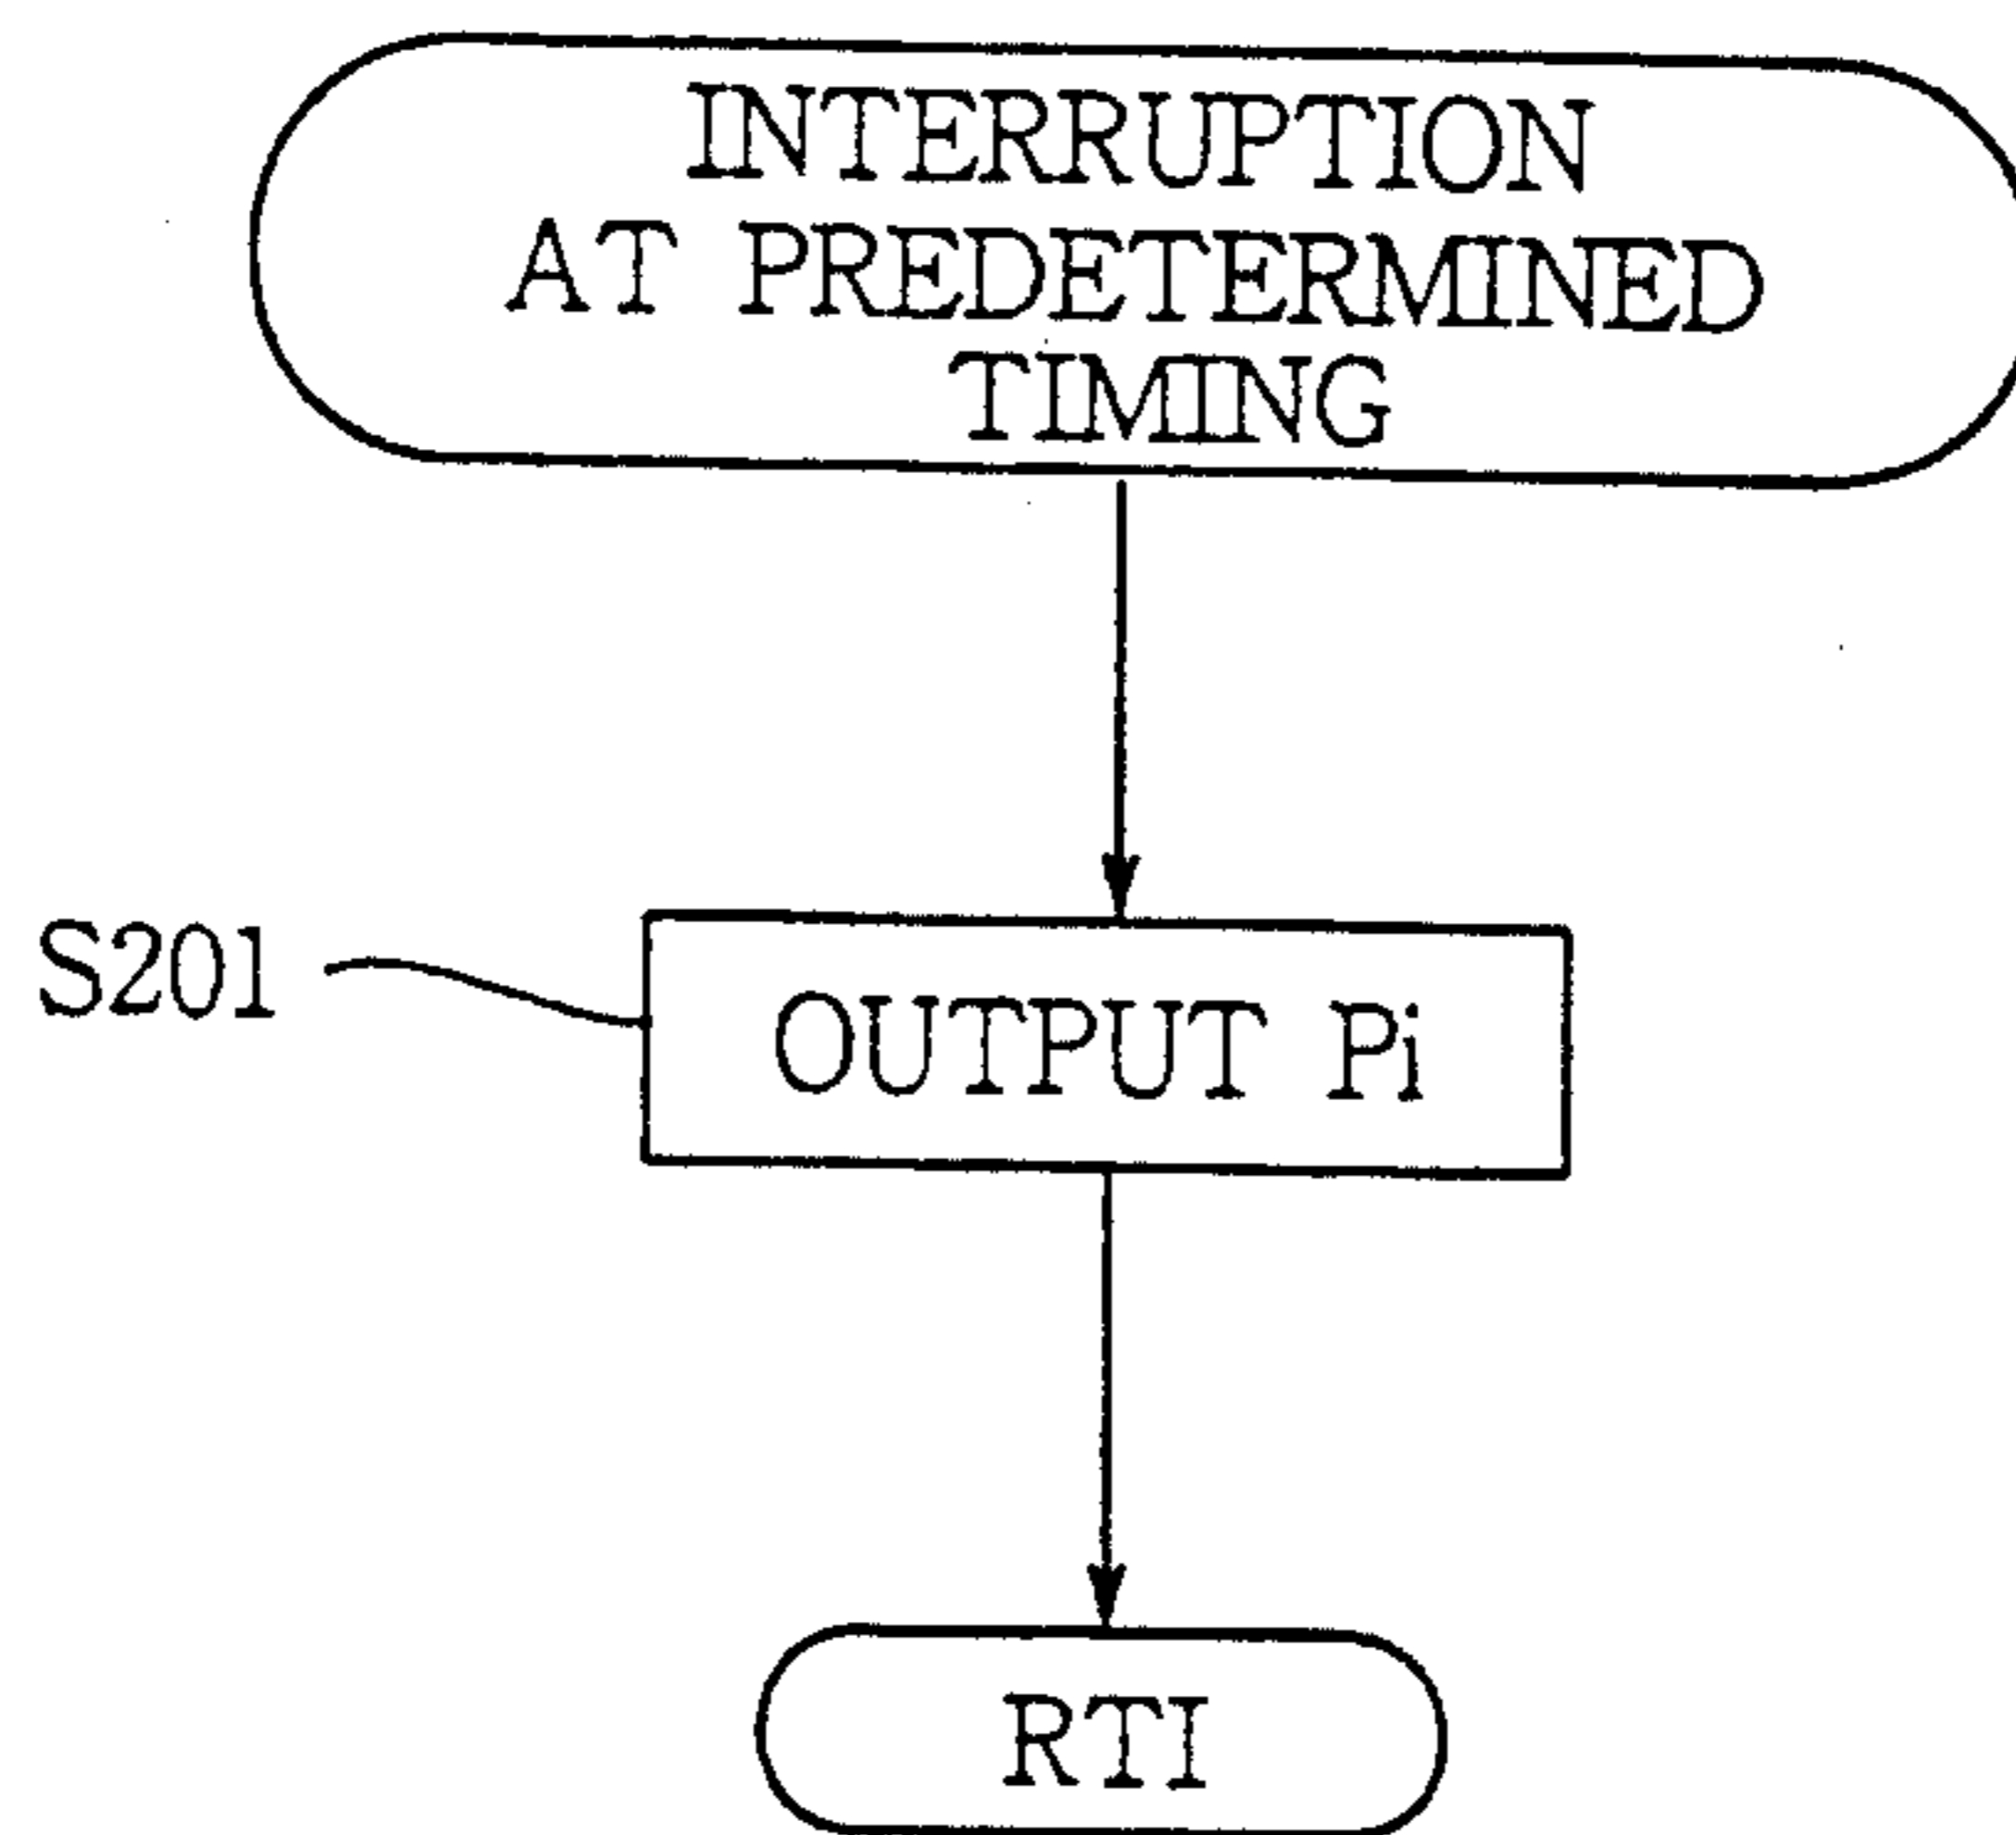 INTERRUPTION
AT PREDETERMINED
TIMING
S201
OUTPUT Pi
RTI